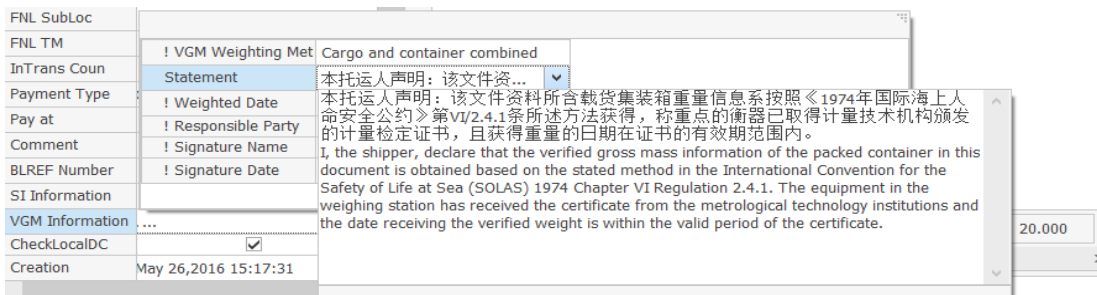 FNL SubLoc
FNL TM
! VGM Weighting Met Cargo and container combined
InTrans Coun
Statement 本托运人声明：该文件资...
Payment Type
! Weighted Date
本托运人声明：该文件资料所含载货集装箱重量信息系按照《1974年国际海上人
命安全公约》第VI/2.4.1条所述方法获得，称重点的衡器已取得计量技术机构颁发
的计量检定证书，且获得重量的日期在证书的有效期范围内。
I, the shipper, declare that the verified gross mass information of the packed container in this
document is obtained based on the stated method in the International Convention for the
Safety of Life at Sea (SOLAS) 1974 Chapter VI Regulation 2.4.1. The equipment in the
weighing station has received the certificate from the metrological technology institutions and
the date receiving the verified weight is within the valid period of the certificate.
Pay at
! Responsible Party
Comment
! Signature Name
BLREF Number
! Signature Date
SI Information
VGM Information ....
20.000
CheckLocalDC
Creation May 26,2016 15:17:31